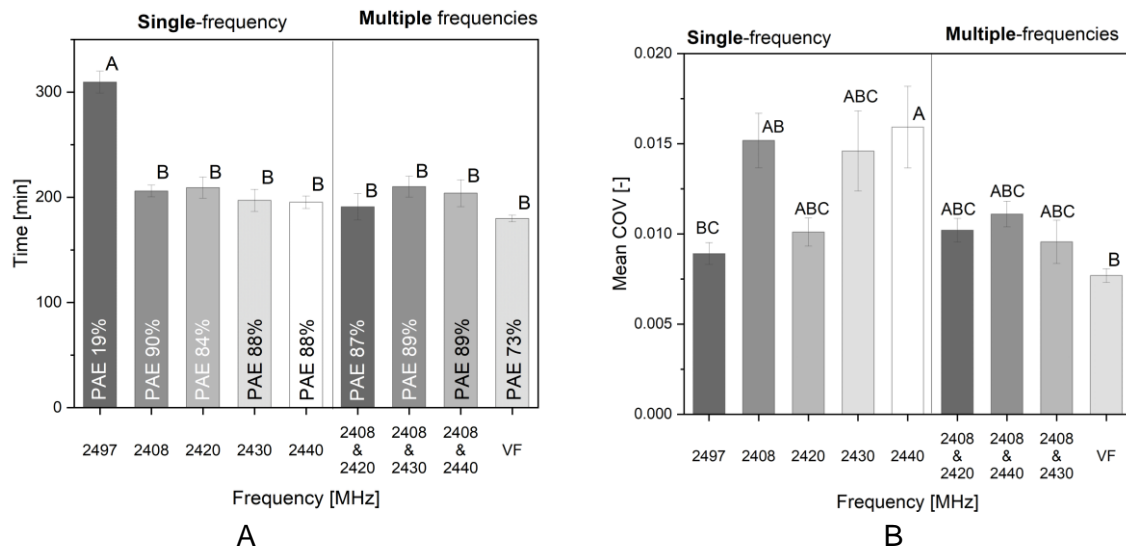 Single-frequency
Multiple frequencies
Time [min]
300
200
100
0
A
B
B
B
B
B
B
B
B
PAE 19%
PAE 90%
PAE 84%
PAE 88%
PAE 88%
PAE 87%
PAE 89%
PAE 89%
PAE 73%
2497
2408
2420
2430
2440
2408
&
2420
2408
&
2430
2408
&
2440
VF
Frequency [MHz]
A
Single-frequency
Multiple-frequencies
Mean COV [-]
0.020
0.015
0.010
0.005
0.000
BC
AB
ABC
ABC
A
ABC
ABC
ABC
B
2497
2408
2420
2430
2440
2408
&
2420
2408
&
2440
2408
&
2430
VF
Frequency [MHz]
B